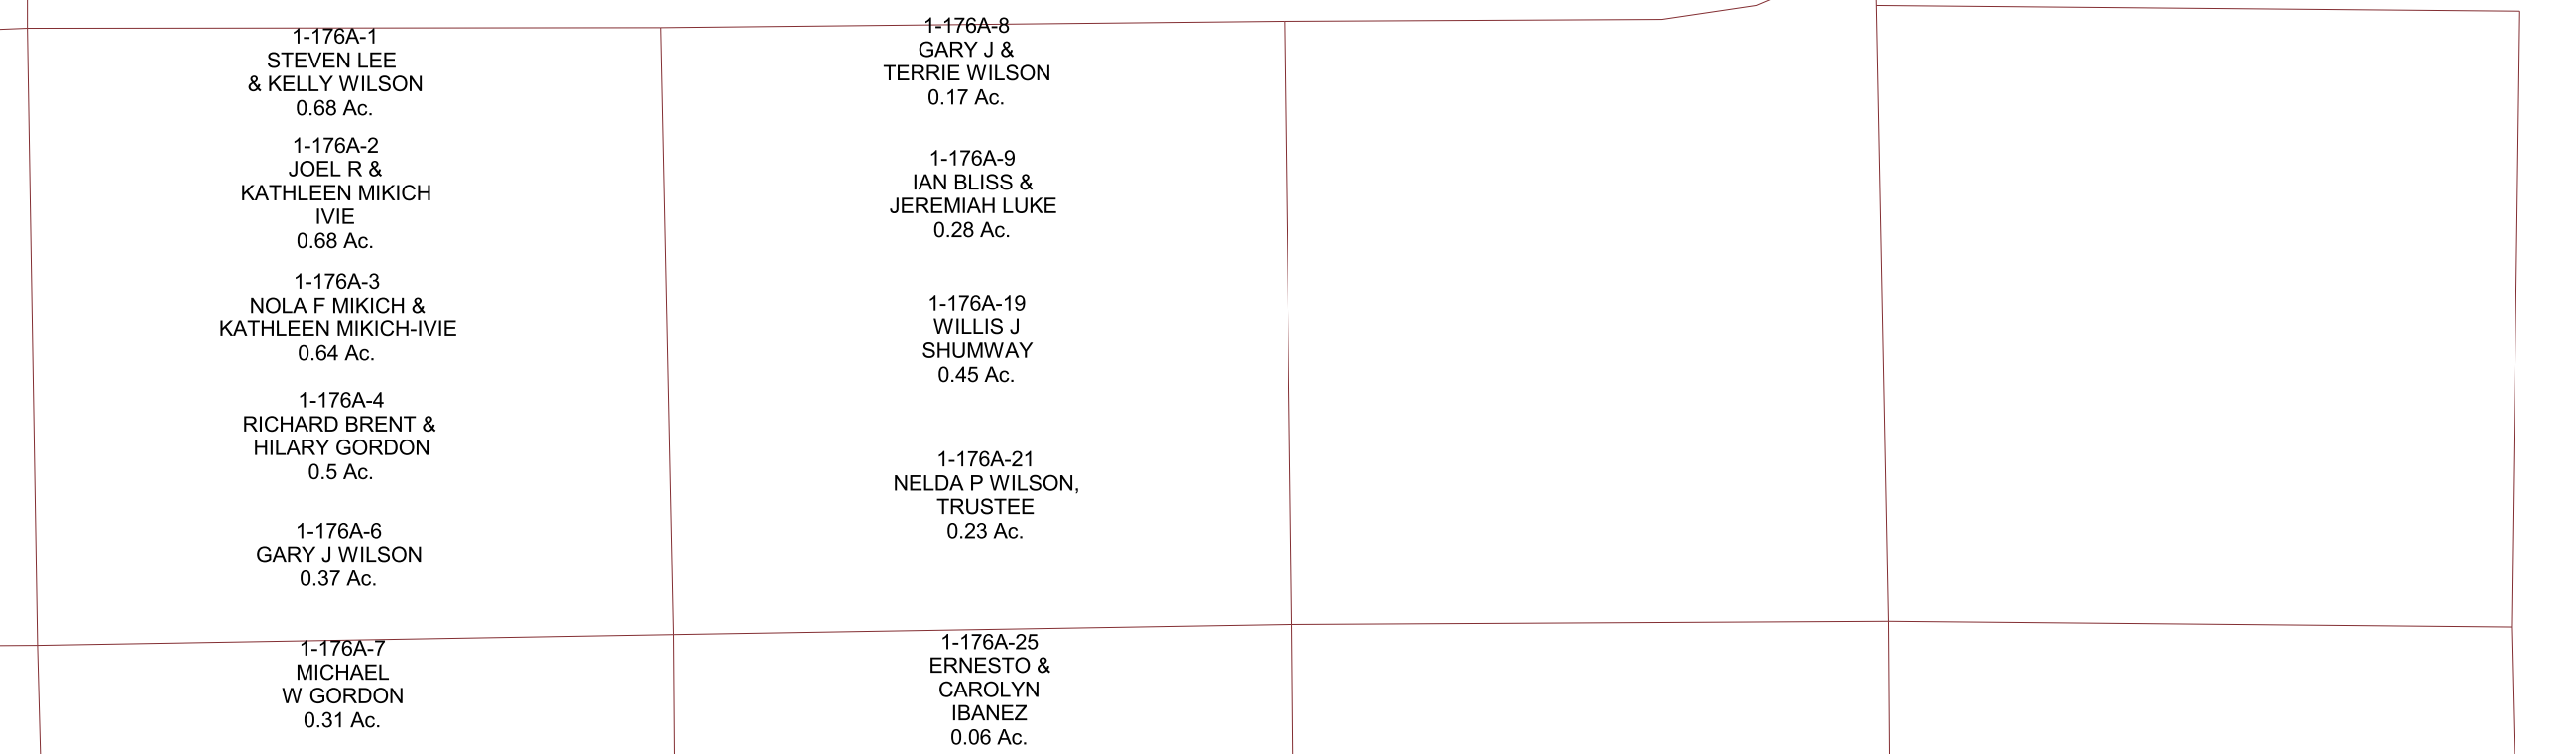 1-176A-1
STEVEN LEE
& KELLY WILSON
0.68 Ac.
1-176A-2
JOEL R &
KATHLEEN MIKICH
IVIE
0.68 Ac.
1-176A-3
NOLA F MIKICH &
KATHLEEN MIKICH-IVIE
0.64 Ac.
1-176A-4
RICHARD BRENT &
HILARY GORDON
0.5 Ac.
1-176A-6
GARY J WILSON
0.37 Ac.
1-176A-7
MICHAEL
W GORDON
0.31 Ac.
1-176A-8
GARY J &
TERRIE WILSON
0.17 Ac.
1-176A-9
IAN BLISS &
JEREMIAH LUKE
0.28 Ac.
1-176A-19
WILLIS J
SHUMWAY
0.45 Ac.
1-176A-21
NELDA P WILSON,
TRUSTEE
0.23 Ac.
1-176A-25
ERNESTO &
CAROLYN
IBANEZ
0.06 Ac.